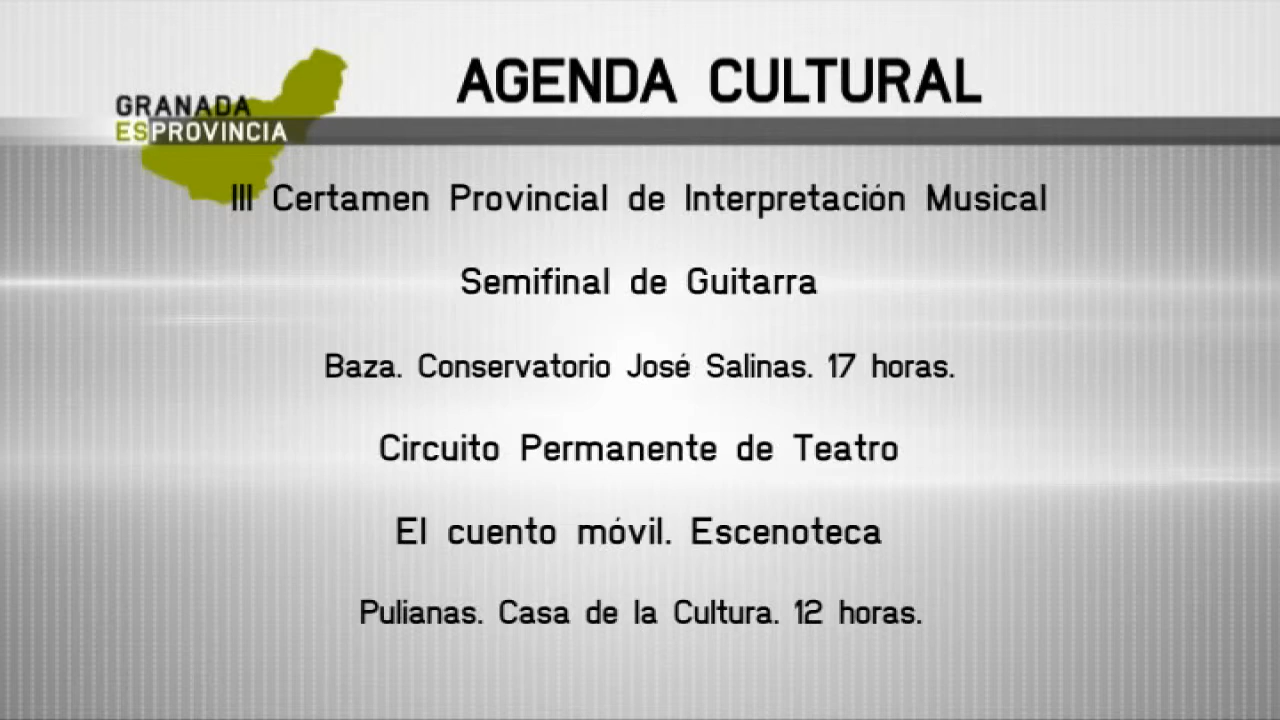 AGENDA CULTURAL
GRANADA
ESPROVINCIA
III Certamen Provincial de Interpretación Musical
Semifinal de Guitarra
Baza. Conservatorio José Salinas. 17 horas.
Circuito Permanente de Teatro
El cuento móvil. Escenoteca
Pulianas. Casa de la Cultura. 12 horas.